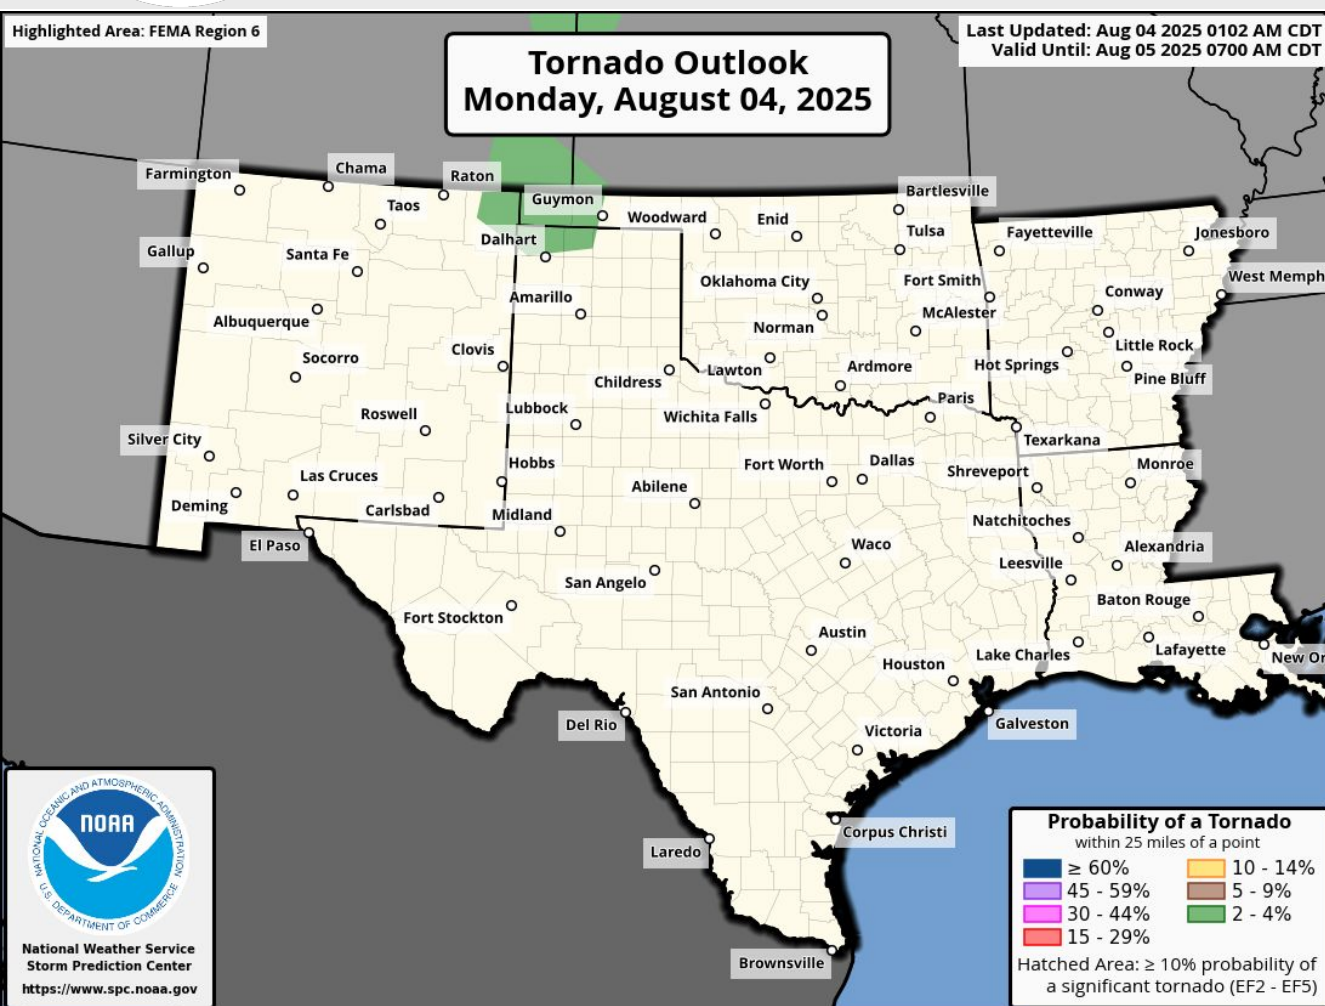 Highlighted Area: FEMA Region 6
Last Updated: Aug 04 2025 0102 AM CDT
Valid Until: Aug 05 2025 0700 AM CDT
Tornado Outlook
Monday, August 04, 2025
Farmington
Chama
Raton
Taos
Guymon
Woodward
Enid
Bartlesville
Tulsa
Fayetteville
Jonesboro
Gallup
Santa Fe
Dalhart
Oklahoma City
Fort Smith
West Memph
Amarillo
Conway
Albuquerque
Norman
McAlester
Little Rock
Socorro
Clovis
Childress
Lawton
Ardmore
Hot Springs
Pine Bluff
Roswell
Lubbock
Wichita Falls
Paris
Texarkana
Silver City
Las Cruces
Hobbs
Fort Worth
Dallas
Shreveport
Monroe
Deming
Carlsbad
Abilene
Midland
Natchitoches
El Paso
Waco
Alexandria
San Angelo
Leesville
Fort Stockton
Baton Rouge
Austin
Houston
Lake Charles
Lafayette
New Or
San Antonio
Del Rio
Victoria
Galveston
Corpus Christi
Laredo
Brownsville
NATIONAL OCEANIC AND ATMOSPHERIC ADMINISTRATION
NOAA
U.S. DEPARTMENT OF COMMERCE
National Weather Service
Storm Prediction Center
https://www.spc.noaa.gov
Probability of a Tornado
within 25 miles of a point
≥ 60%
10 - 14%
45 - 59%
5 - 9%
30 - 44%
2 - 4%
15 - 29%
Hatched Area: ≥ 10% probability of
a significant tornado (EF2 - EF5)